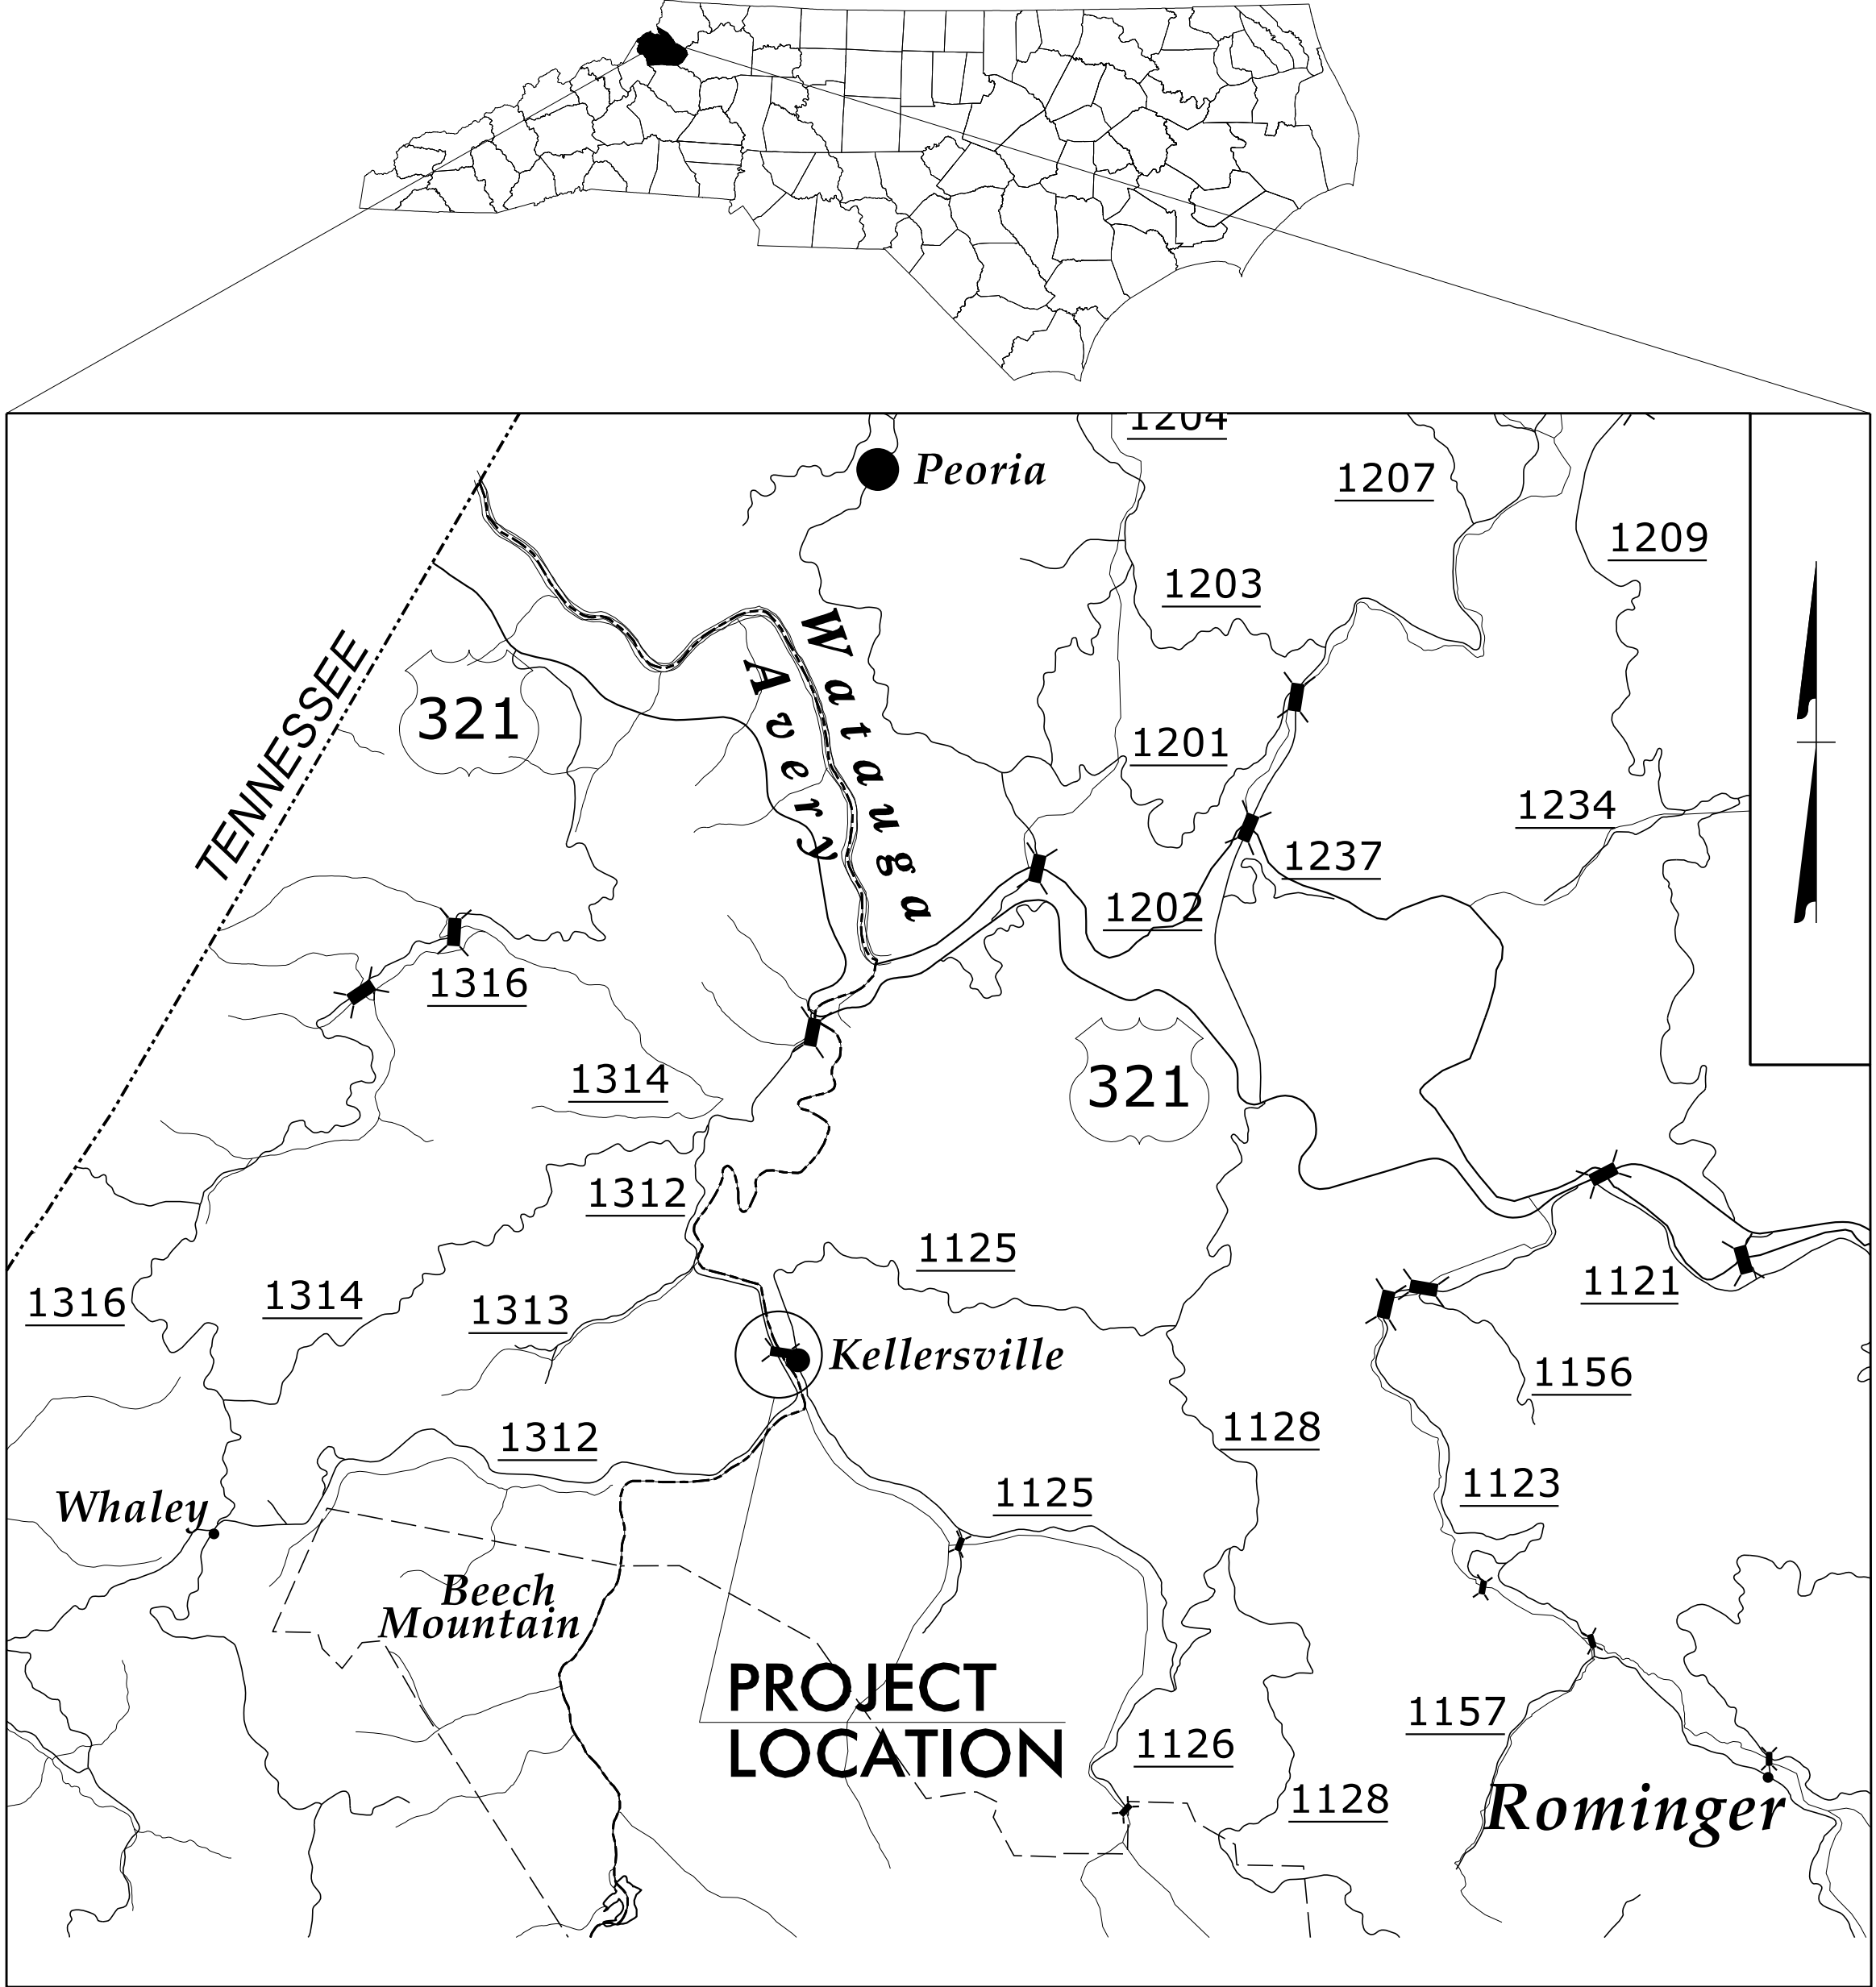 1204
Peoria
1207
1209
1203
Watauga
Avery
TENNESSEE
321
1201
1234
1237
1202
1316
1314
321
1312
1125
1316
1314
1313
1121
Kellersville
1156
1312
1128
1123
Whaley
1125
Beech
Mountain
PROJECT
LOCATION
1157
1126
1128
Rominger